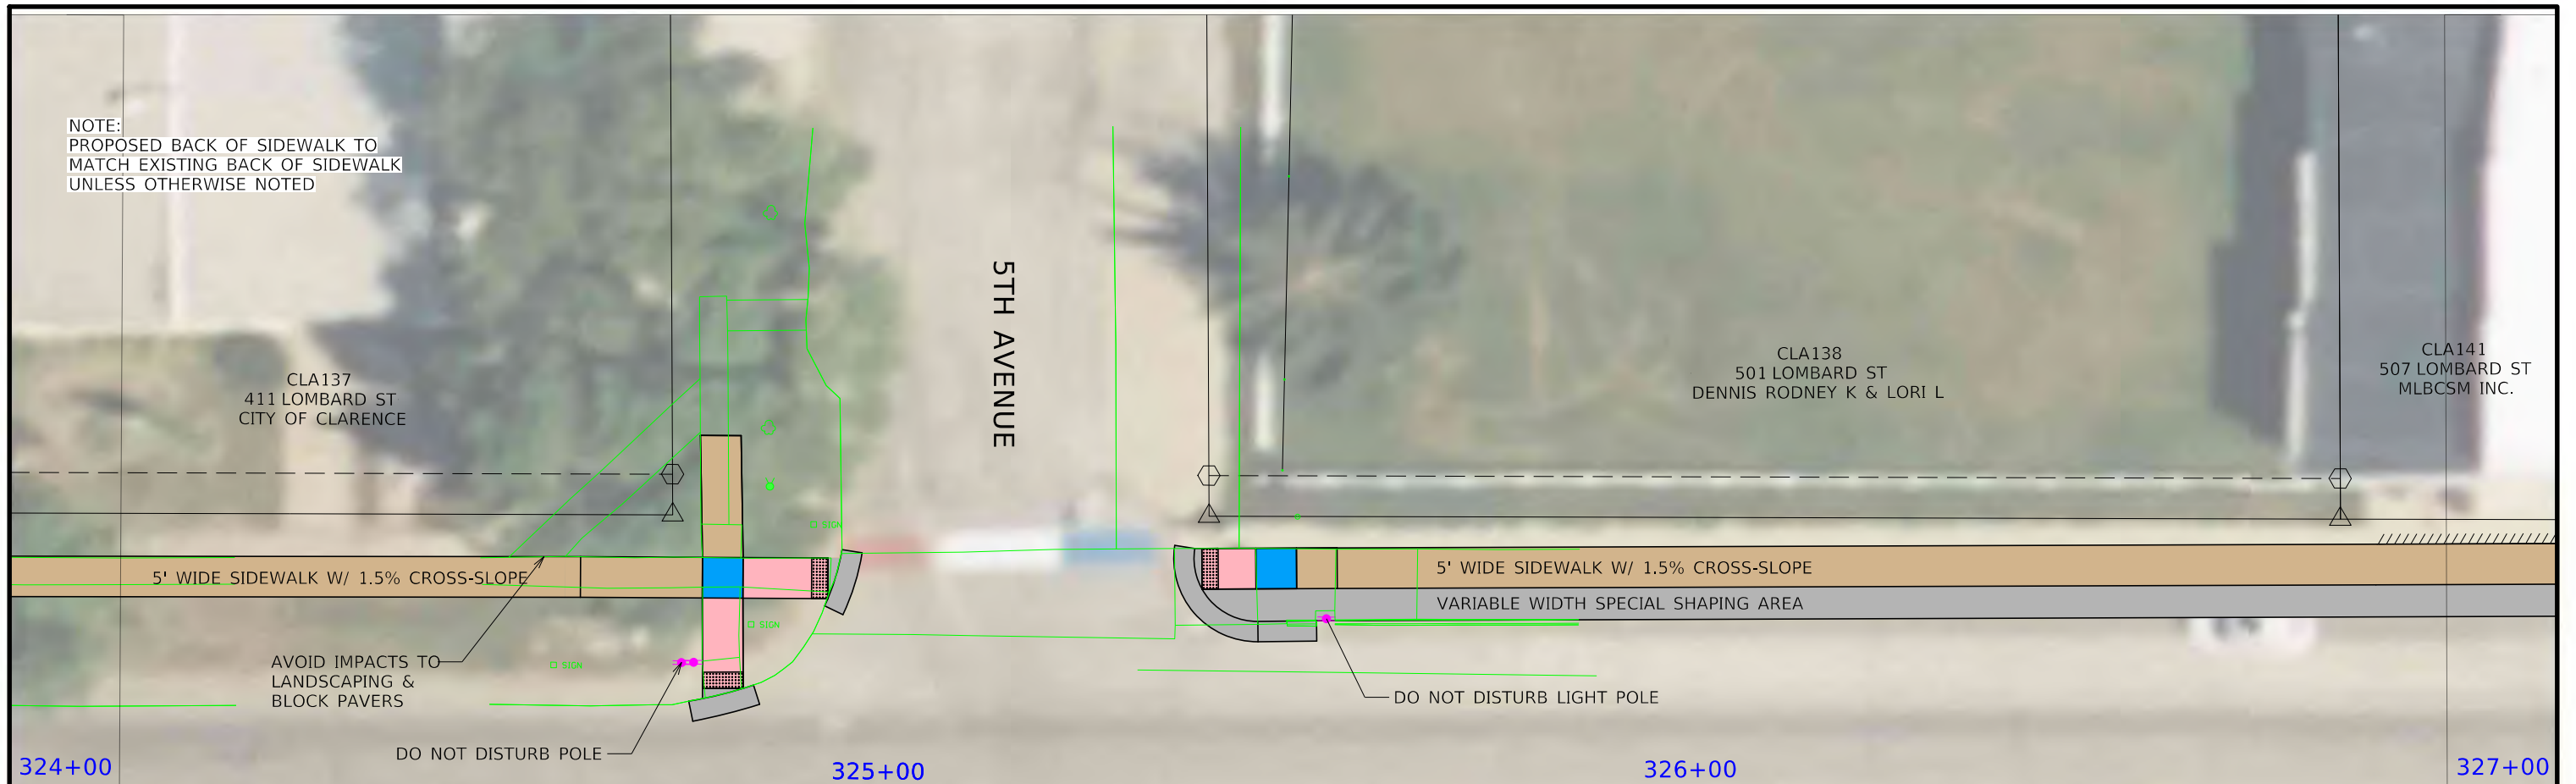 NOTE:
PROPOSED BACK OF SIDEWALK TO
MATCH EXISTING BACK OF SIDEWALK
UNLESS OTHERWISE NOTED
5TH AVENUE
CLA137
411 LOMBARD ST
CITY OF CLARENCE
CLA138
501 LOMBARD ST
DENNIS RODNEY K & LORI L
CLA141
507 LOMBARD ST
MLBCSM INC.
SIGN
5' WIDE SIDEWALK W/ 1.5% CROSS-SLOPE
5' WIDE SIDEWALK W/ 1.5% CROSS-SLOPE
VARIABLE WIDTH SPECIAL SHAPING AREA
SIGN
SIGN
AVOID IMPACTS TO
LANDSCAPING &
BLOCK PAVERS
DO NOT DISTURB LIGHT POLE
DO NOT DISTURB POLE
324+00
325+00
326+00
327+00